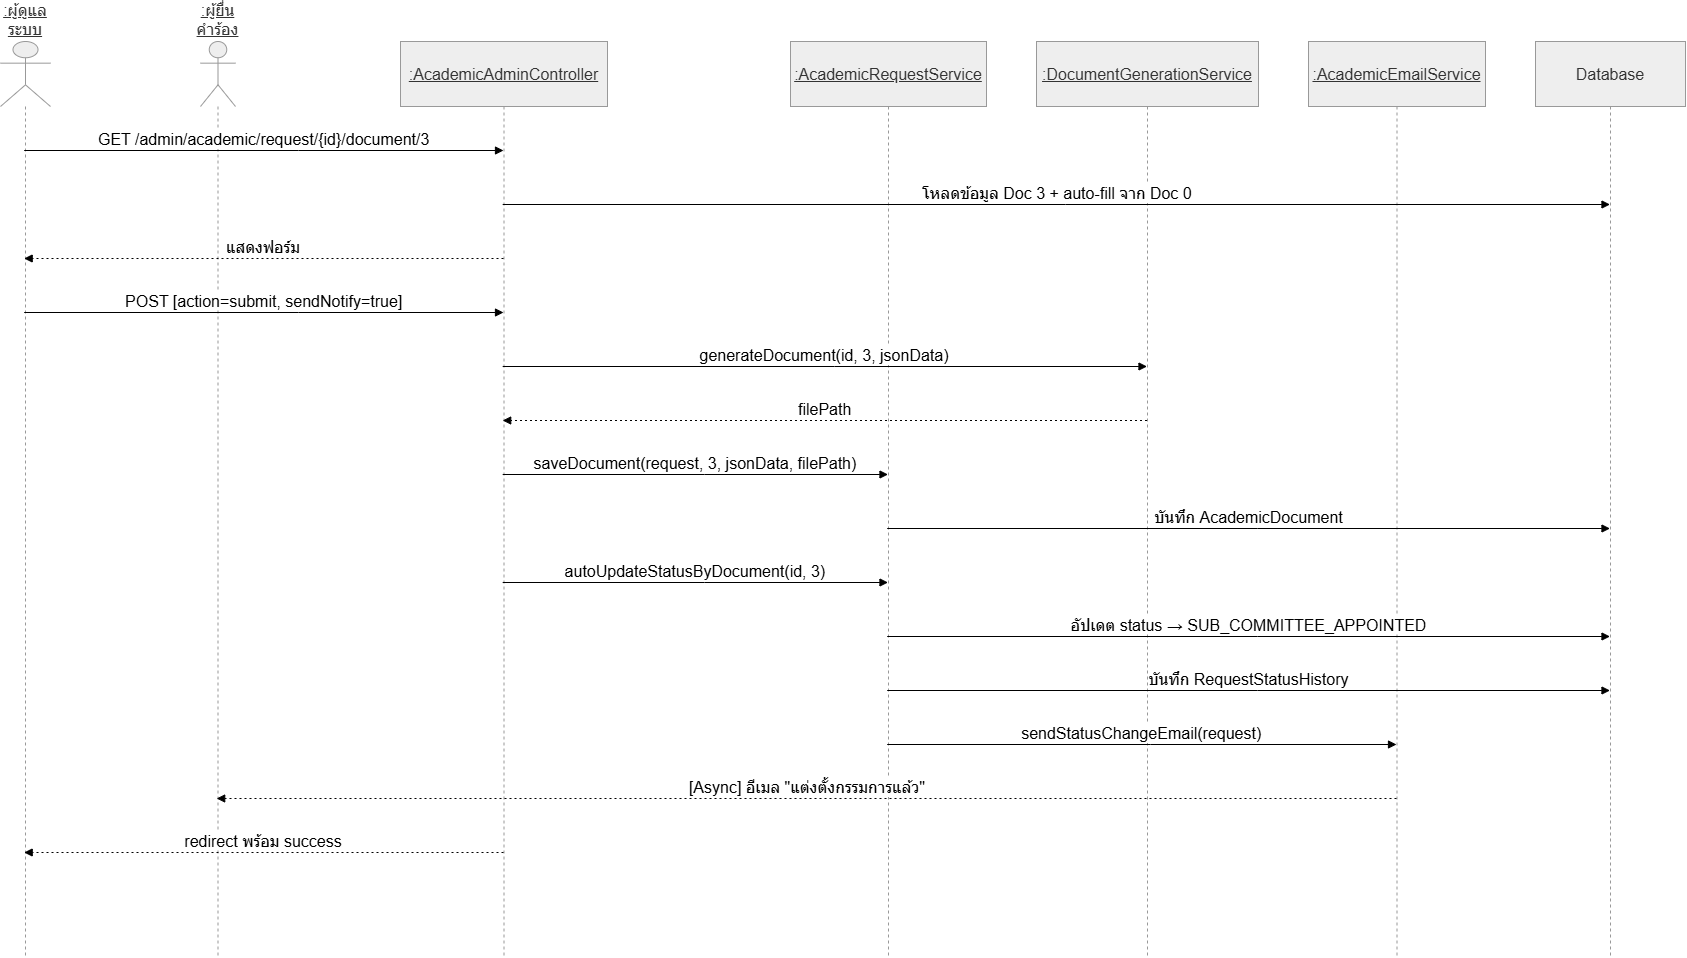 :ผู้ดูแล
ระบบ
:ผู้ยื่น
คำร้อง
:AcademicAdminController
:AcademicRequestService
:DocumentGenerationService
:AcademicEmailService
Database
GET /admin/academic/request/{id}/document/3
โหลดข้อมูล Doc 3 + auto-fill จาก Doc 0
แสดงฟอร์ม
POST [action=submit, sendNotify=true]
generateDocument(id, 3, jsonData)
filePath
saveDocument(request, 3, jsonData, filePath)
บันทึก AcademicDocument
autoUpdateStatusByDocument(id, 3)
อัปเดต status → SUB_COMMITTEE_APPOINTED
บันทึก RequestStatusHistory
sendStatusChangeEmail(request)
[Async] อีเมล "แต่งตั้งกรรมการแล้ว"
redirect พร้อม success